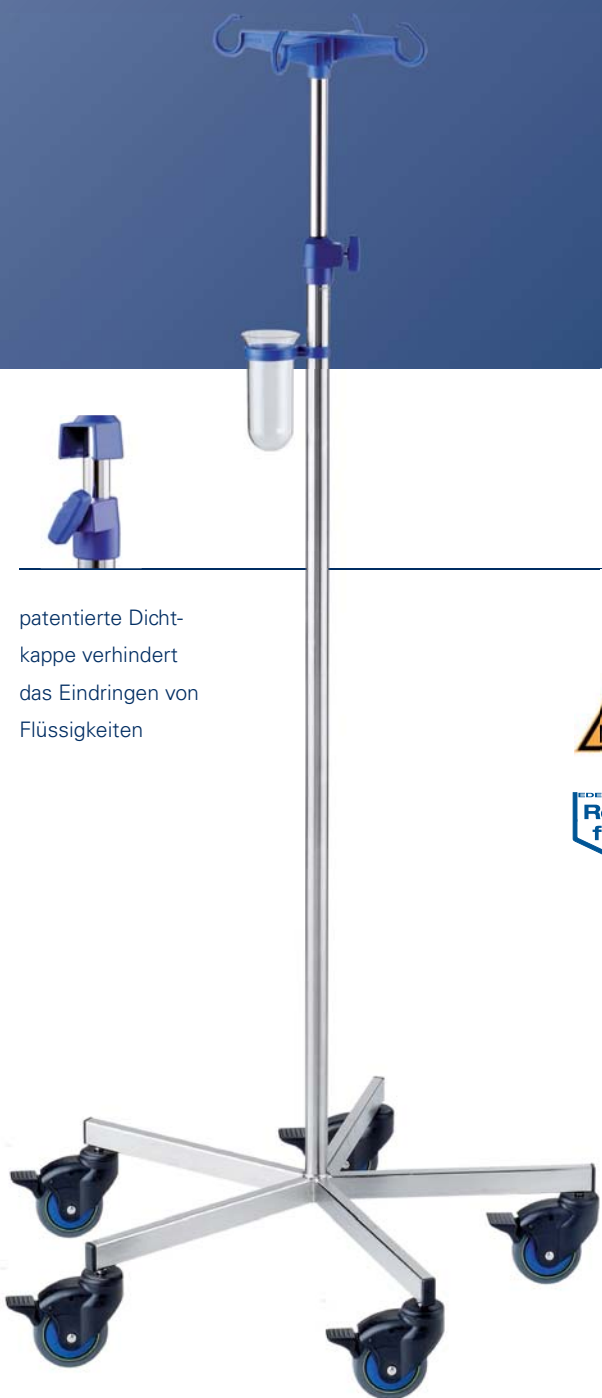 patentierte Dicht-
kappe verhindert
das Eindringen von
Flüssigkeiten